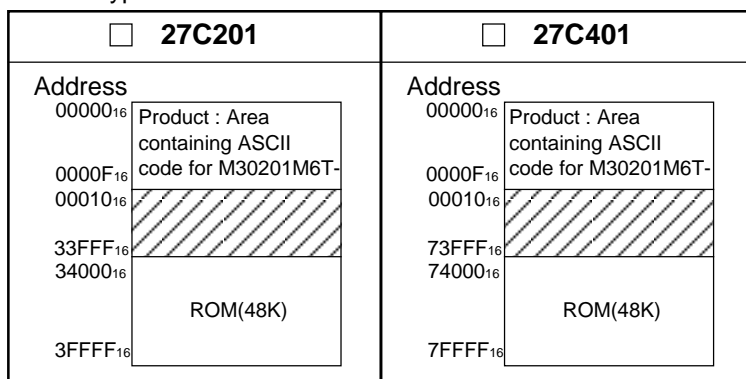 27C201
27C401
Address
00000₁₆
Product : Area
containing ASCII
0000F₁₆ code for M30201M6T-
00010₁₆
33FFF₁₆
34000₁₆
ROM(48K)
3FFFF₁₆
Address
00000₁₆
Product : Area
containing ASCII
0000F₁₆ code for M30201M6T-
00010₁₆
73FFF₁₆
74000₁₆
ROM(48K)
7FFFF₁₆